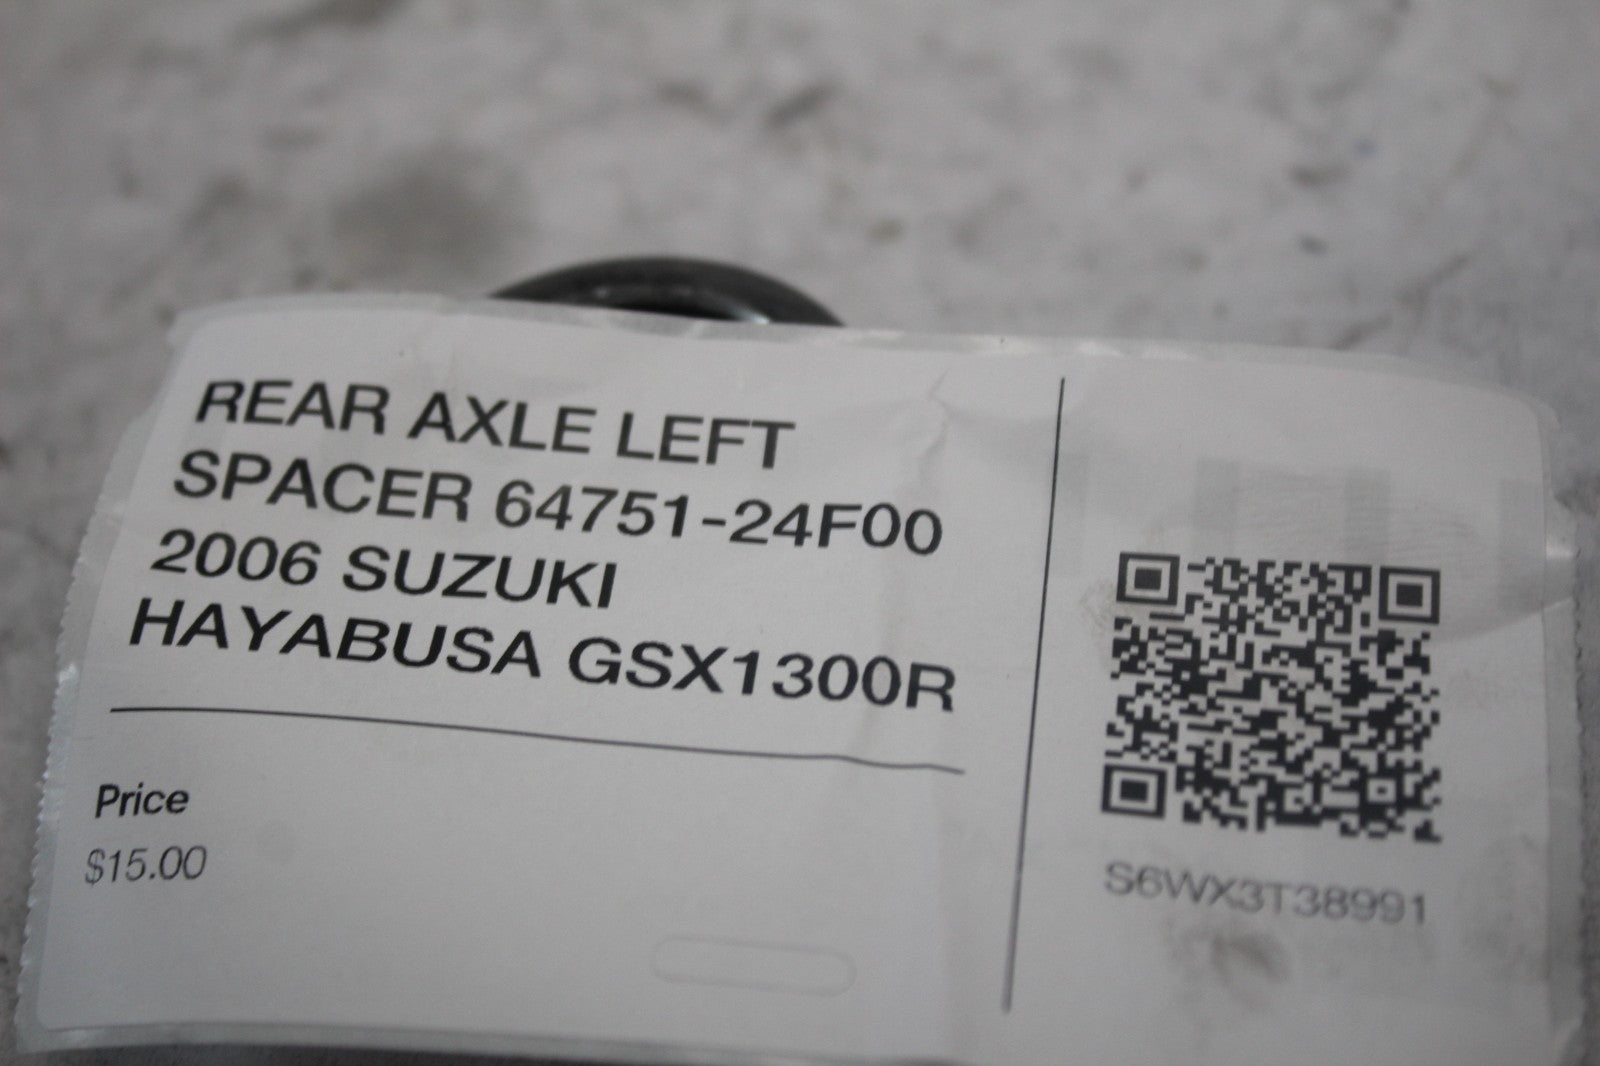 REAR AXLE LEFT
SPACER 64751-24F00
2006 SUZUKI
HAYABUSA GSX1300R
Price
$15.00
S6WX3T38991